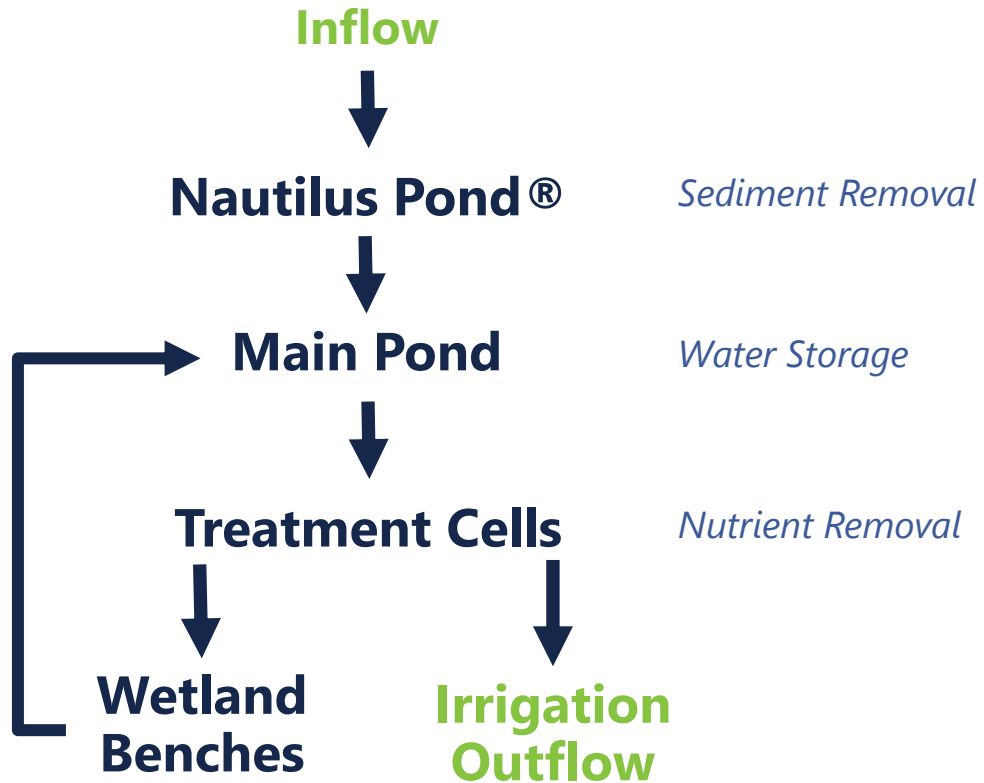 Inflow
Nautilus Pond®
Sediment Removal
Main Pond
Water Storage
Treatment Cells
Nutrient Removal
Wetland
Benches
Irrigation
Outflow